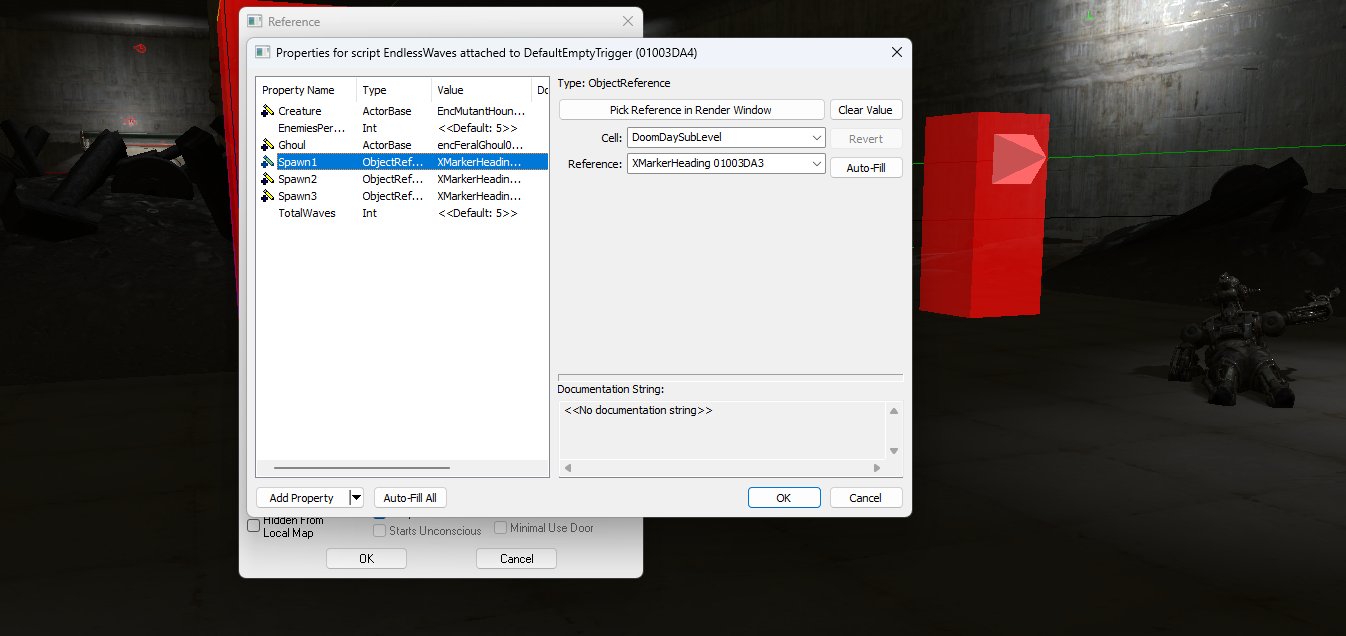 Reference
Properties for script EndlessWaves attached to DefaultEmptyTrigger (01003DA4)
Property Name Type Value Do
Creature ActorBase EncMutantHoun...
EnemiesPer... Int <<Default: 5>>
Ghoul ActorBase encFeralGhoul0...
Spawn1 ObjectRef... XMarkerHeadin...
Spawn2 ObjectRef... XMarkerHeadin...
Spawn3 ObjectRef... XMarkerHeadin...
TotalWaves Int <<Default: 5>>
Type: ObjectReference
Pick Reference in Render Window Clear Value
Cell: DoomDaySubLevel Revert
Reference: XMarkerHeading 01003DA3 Auto-Fill
Documentation String:
<<No documentation string>>
Add Property Auto-Fill All OK Cancel
Hidden From
Local Map
Starts Unconscious Minimal Use Door
OK Cancel